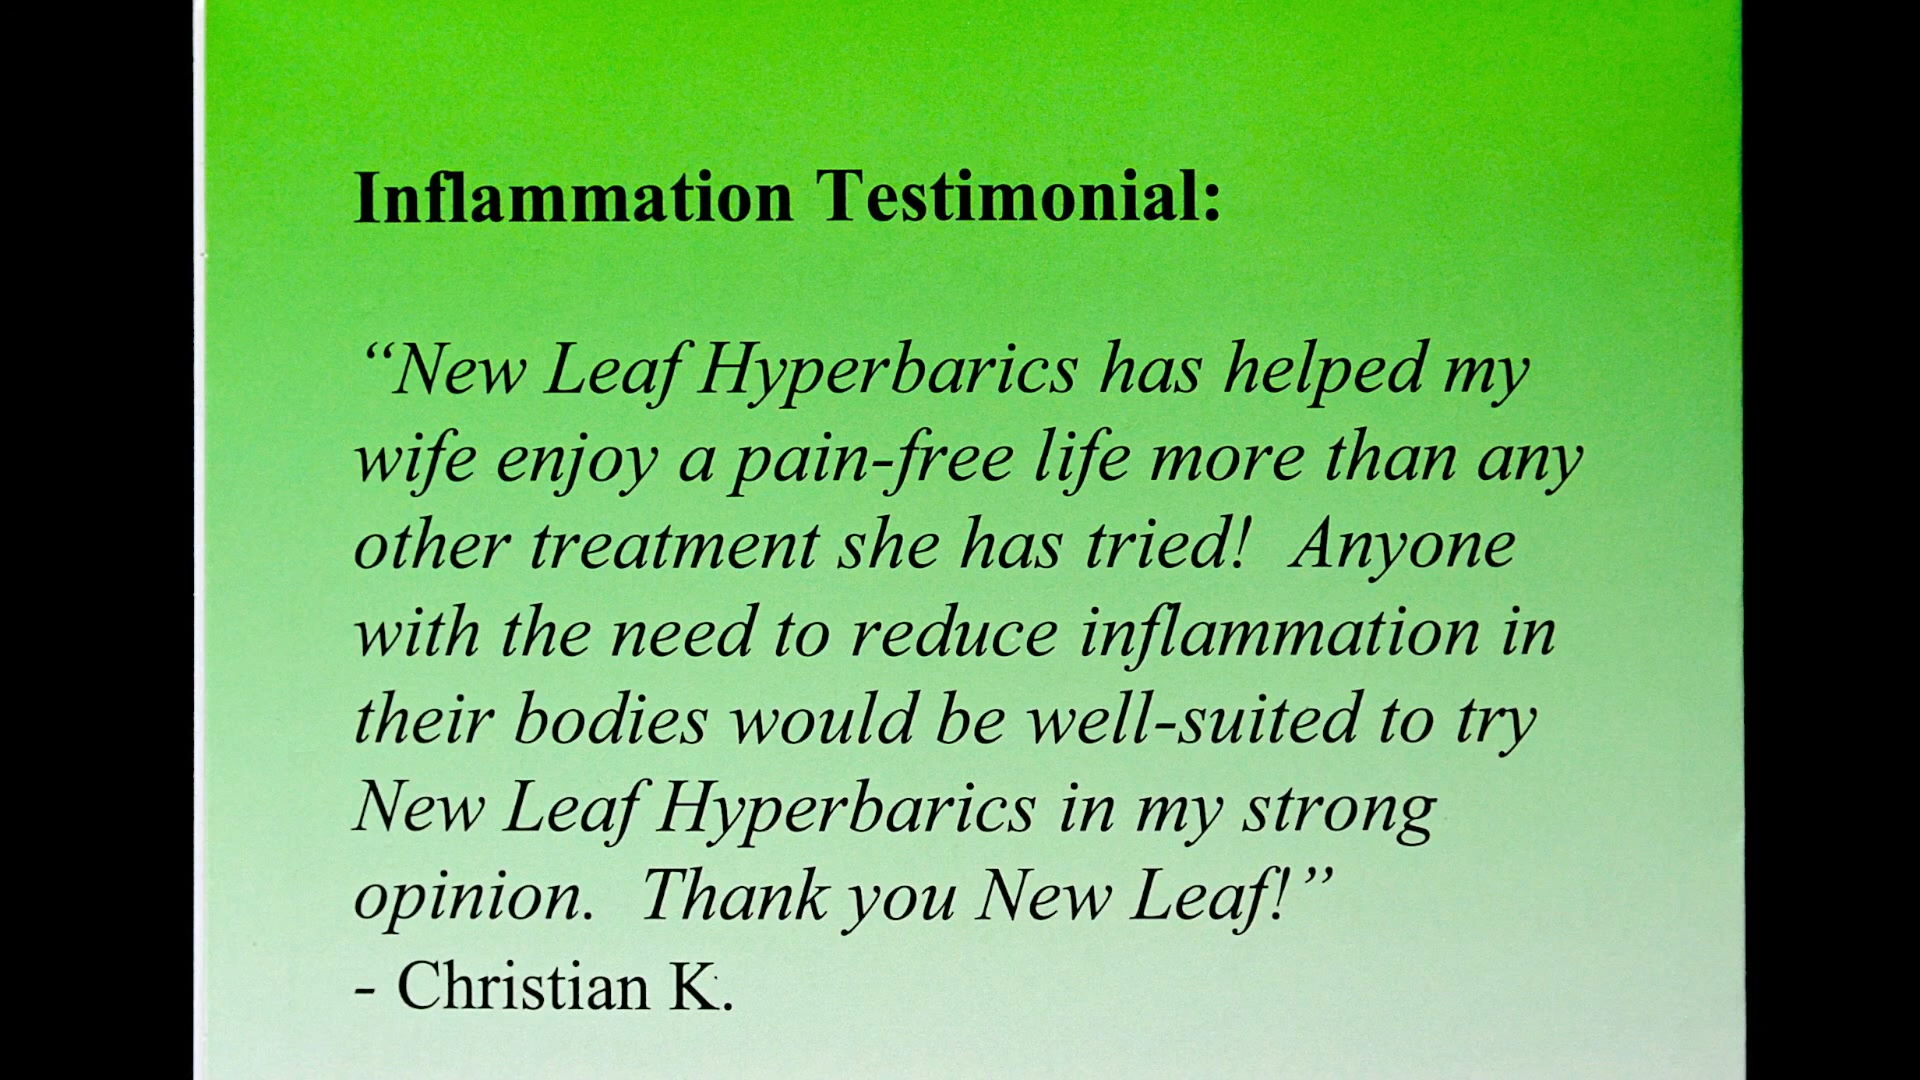 Inflammation Testimonial:
“New Leaf Hyperbarics has helped my
wife enjoy a pain-free life more than any
other treatment she has tried!  Anyone
with the need to reduce inflammation in
their bodies would be well-suited to try
New Leaf Hyperbarics in my strong
opinion.  Thank you New Leaf!”
- Christian K.